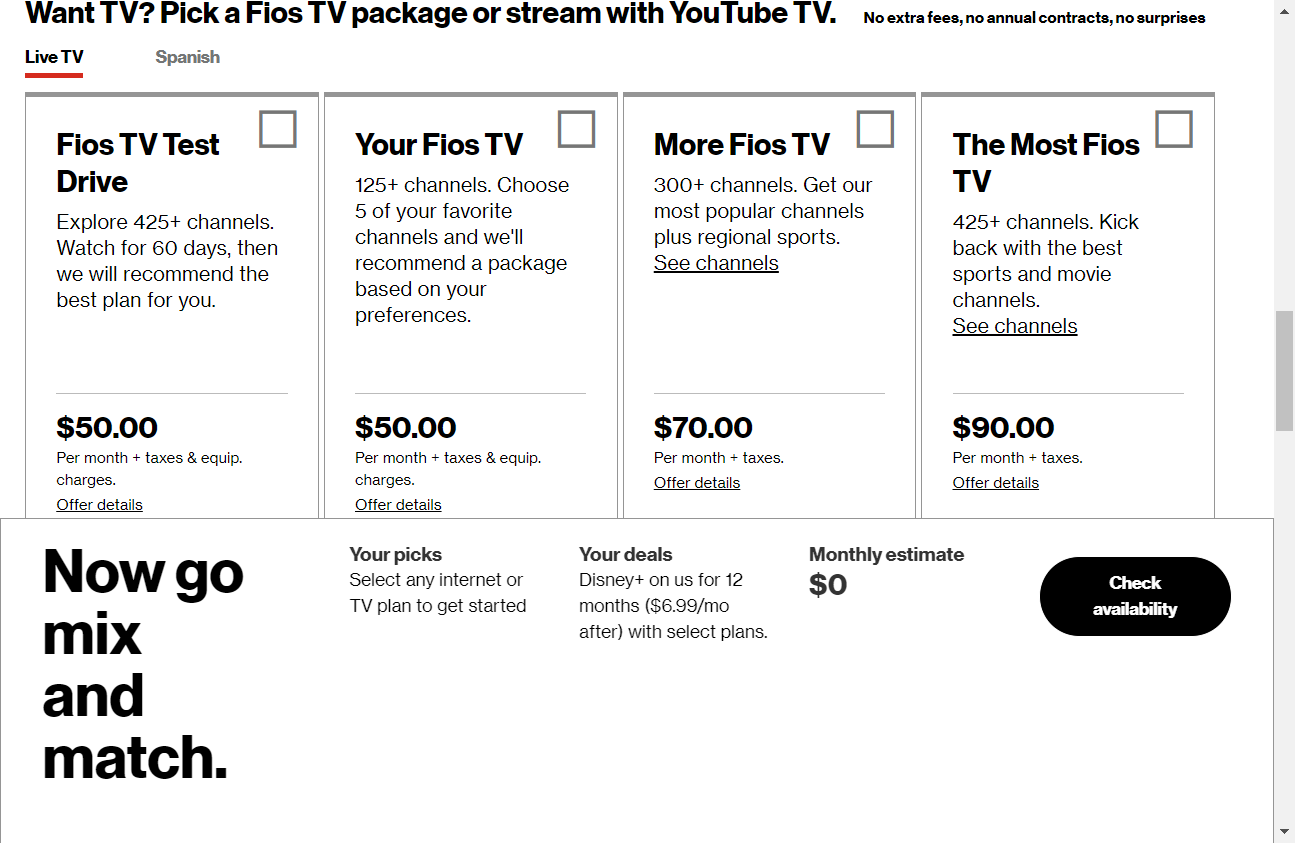 Want TV? Pick a Fios TV package or stream with YouTube TV. No extra fees, no annual contracts, no surprises
Live TV Spanish
Fios TV Test
Drive
Explore 425+ channels.
Watch for 60 days, then
we will recommend the
best plan for you.
$50.00
Per month + taxes & equip.
charges.
Offer details
Your Fios TV
125+ channels. Choose
5 of your favorite
channels and we'll
recommend a package
based on your
preferences.
$50.00
Per month + taxes & equip.
charges.
Offer details
More Fios TV
300+ channels. Get our
most popular channels
plus regional sports.
See channels
$70.00
Per month + taxes.
Offer details
The Most Fios
TV
425+ channels. Kick
back with the best
sports and movie
channels.
See channels
$90.00
Per month + taxes.
Offer details
Now go
mix
and
match.
Your picks
Select any internet or
TV plan to get started
Your deals
Disney+ on us for 12
months ($6.99/mo
after) with select plans.
Monthly estimate
$0
Check
availability